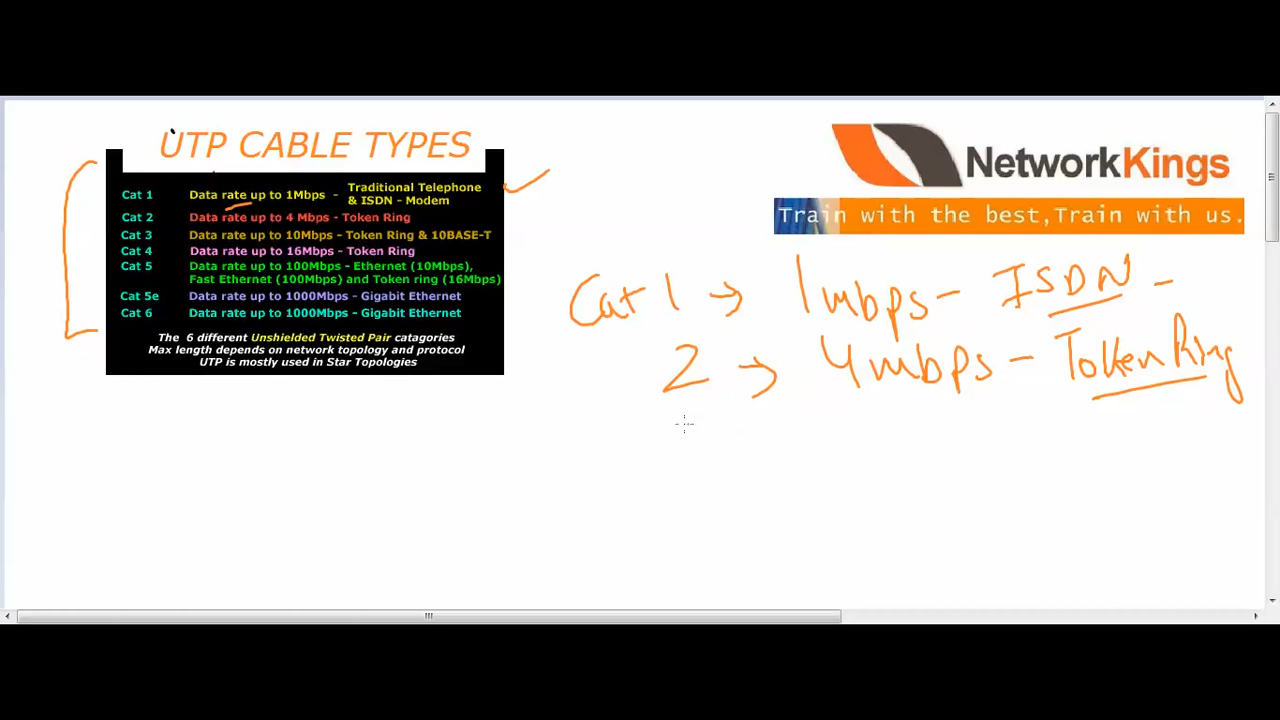 UTP CABLE TYPES
Cat 1 Data rate up to 1Mbps - Traditional Telephone
& ISDN - Modem
Cat 2 Data rate up to 4 Mbps - Token Ring
Cat 3 Data rate up to 10Mbps - Token Ring & 10BASE-T
Cat 4 Data rate up to 16Mbps - Token Ring
Cat 5 Data rate up to 100Mbps - Ethernet (10Mbps),
Fast Ethernet (100Mbps) and Token ring (16Mbps)
Cat 5e Data rate up to 1000Mbps - Gigabit Ethernet
Cat 6 Data rate up to 1000Mbps - Gigabit Ethernet
The 6 different Unshielded Twisted Pair catagories
Max length depends on network topology and protocol
UTP is mostly used in Star Topologies
NetworkKings
Train with the best,Train with us.
Cat 1 → 1mbps - ISDN -
2 → 4mbps - Token Ring